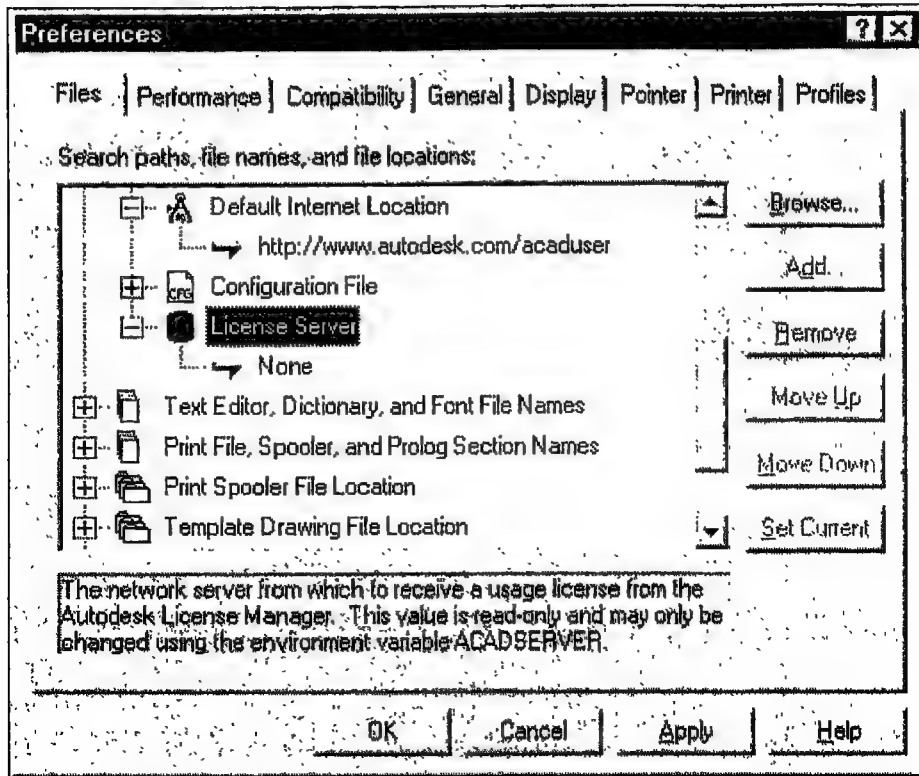 Preferences
Files Performance Compatibility General Display Pointer Printer Profiles
Search paths, file names, and file locations:
Default Internet Location
http://www.autodesk.com/acaduser
CFG Configuration File
License Server
None
Text Editor, Dictionary, and Font File Names
Print File, Spooler, and Prolog Section Names
Print Spooler File Location
Template Drawing File Location
Browse...
Add...
Remove
Move Up
Move Down
Set Current
The network server from which to receive a usage license from the
Autodesk License Manager. This value is read-only and may only be
changed using the environment variable ACADSERVER.
OK Cancel Apply Help